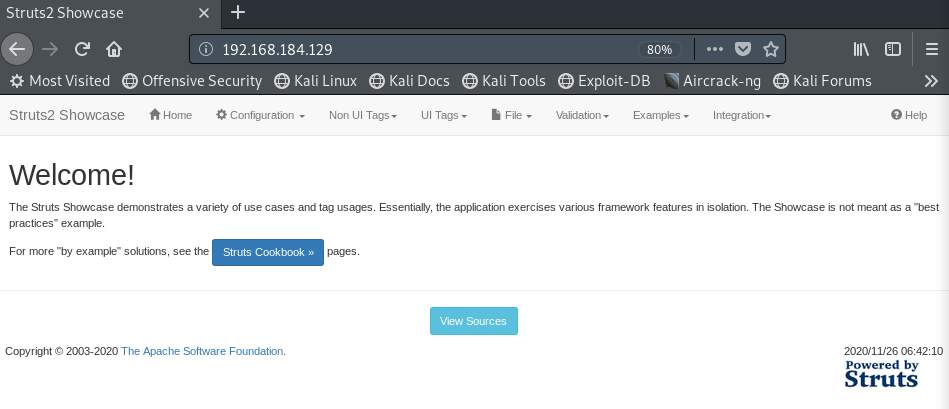 Struts2 Showcase
192.168.184.129 80%
Most Visited Offensive Security Kali Linux Kali Docs Kali Tools Exploit-DB Aircrack-ng Kali Forums
Struts2 Showcase Home Configuration Non UI Tags UI Tags File Validation Examples Integration Help
Welcome!
The Struts Showcase demonstrates a variety of use cases and tag usages. Essentially, the application exercises various framework features in isolation. The Showcase is not meant as a "best
practices" example.
For more "by example" solutions, see the Struts Cookbook » pages.
View Sources
Copyright © 2003-2020 The Apache Software Foundation. 2020/11/26 06:42:10
Powered by
Struts